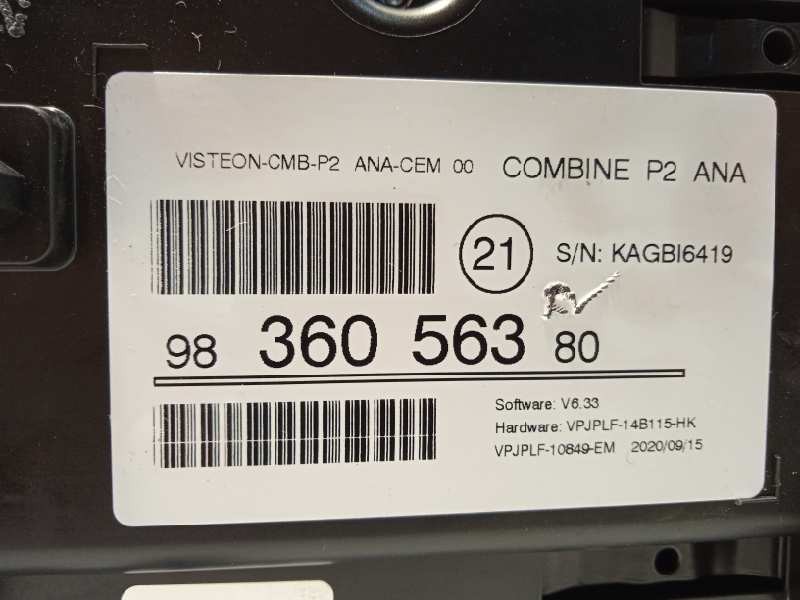 VISTEON-CMB-P2 ANA-CEM 00 COMBINE P2 ANA
21 S/N: KAGBI6419
98 360 563 80
Software: V6.33
Hardware: VPJPLF-14B115-HK
VPJPLF-10849-EM 2020/09/15